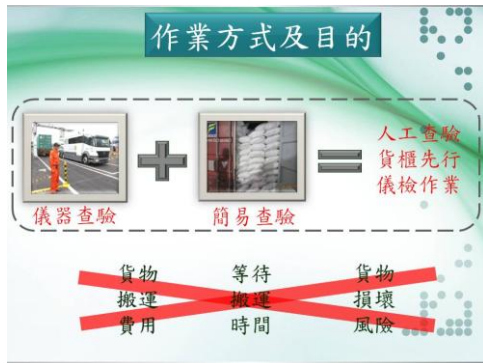 作業方式及目的
儀器查驗
簡易查驗
人工查驗
貨櫃先行
儀檢作業
貨物
搬運
費用
等待
搬運
時間
貨物
損壞
風險